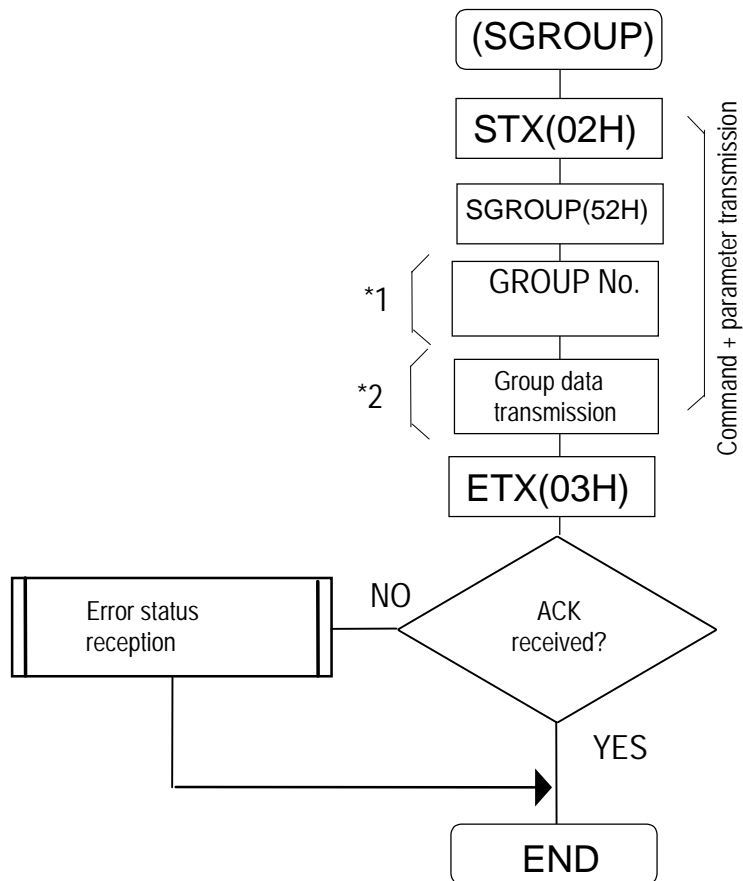 (SGROUP)
STX(02H)
SGROUP(52H)
*1
GROUP No.
*2
Group data
transmission
Command + parameter transmission
ETX(03H)
Error status
reception
NO
ACK
received?
YES
END